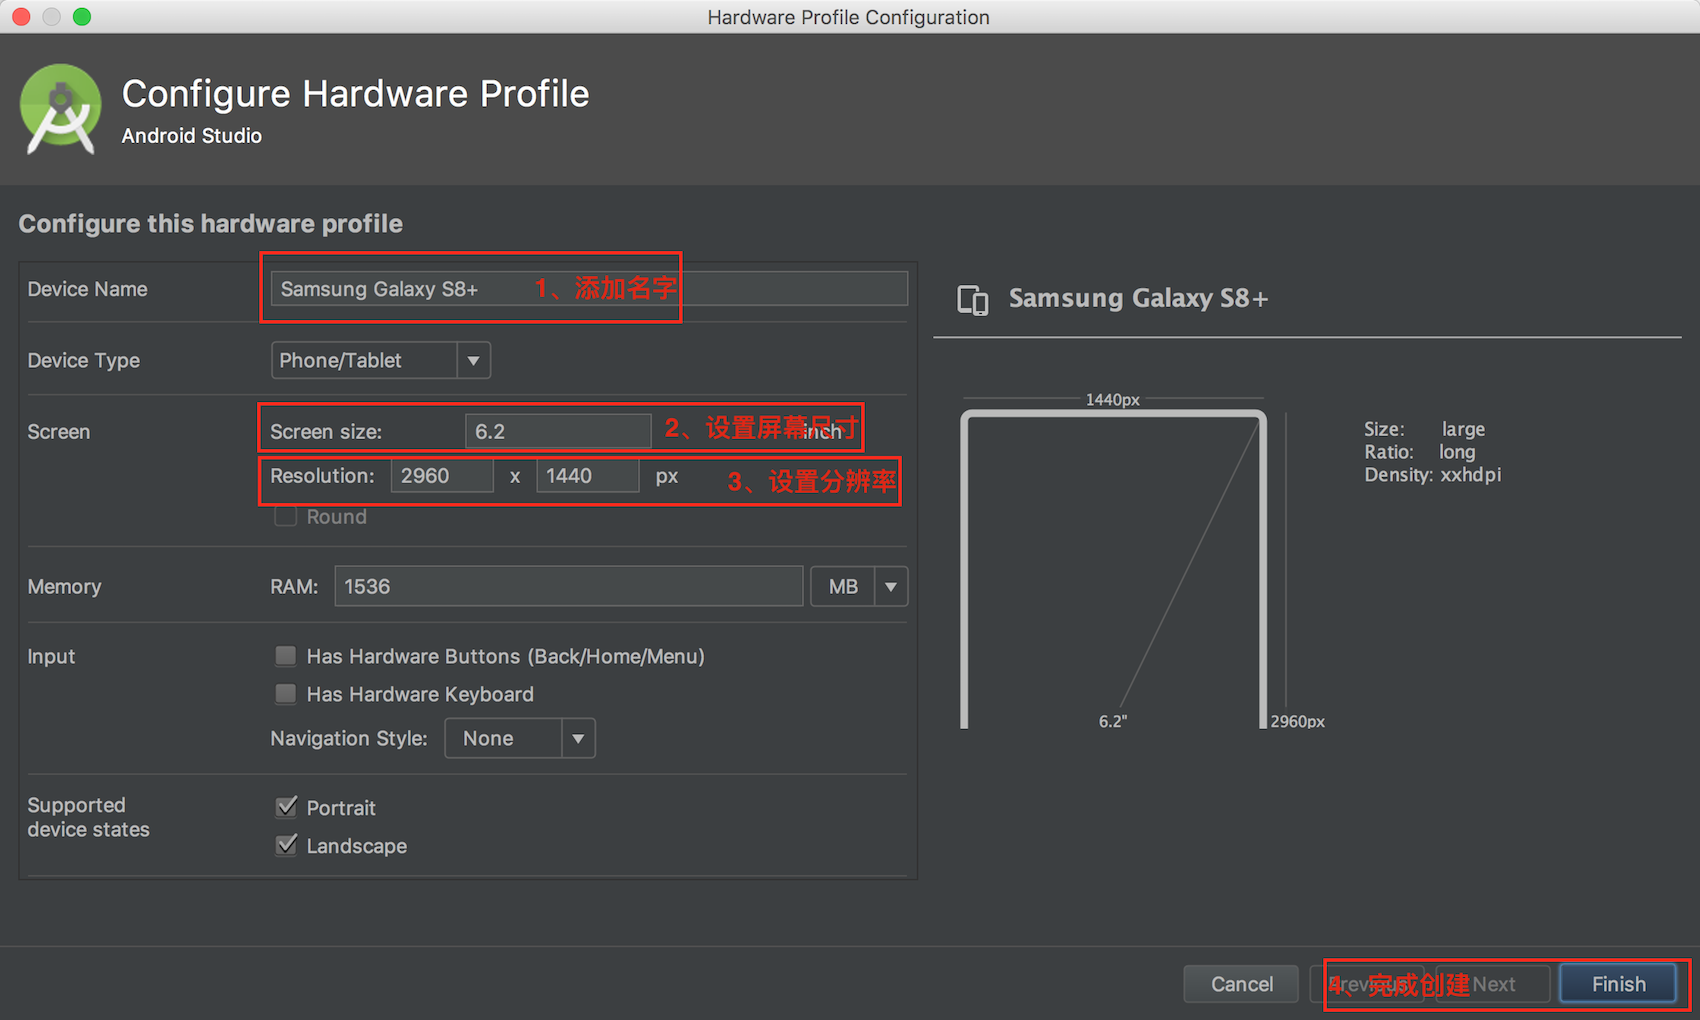 Hardware Profile Configuration
Configure Hardware Profile
Android Studio
Configure this hardware profile
Device Name
Samsung Galaxy S8+
1、添加名字
Device Type
Phone/Tablet
Screen
Screen size:
6.2
inch
2、设置屏幕尺寸
Resolution:
2960
x
1440
px
3、设置分辨率
Round
Memory
RAM:
1536
MB
Input
Has Hardware Buttons (Back/Home/Menu)
Has Hardware Keyboard
Navigation Style:
None
Supported
device states
Portrait
Landscape
Samsung Galaxy S8+
1440px
6.2"
2960px
Size: large
Ratio: long
Density: xxhdpi
Cancel
Previous
4、完成创建
Next
Finish